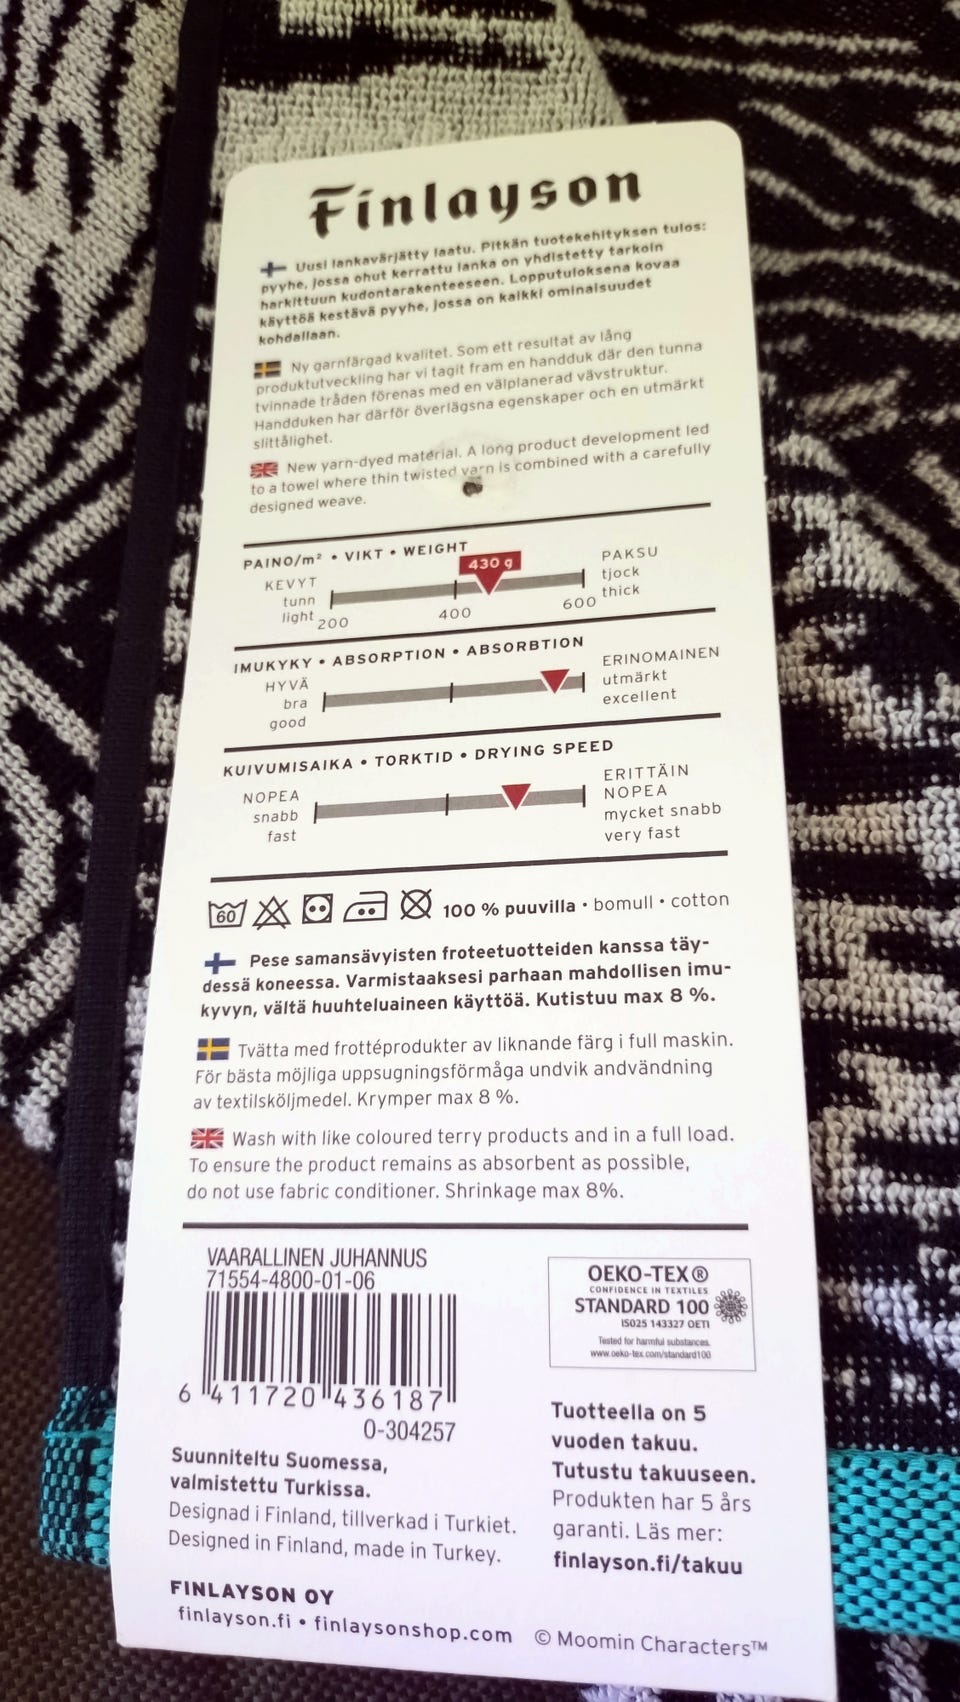 Finlayson
Uusi lankavärjätty laatu. Pitkän tuotekehityksen tulos:
pyyhe, jossa ohut kerrattu lanka on yhdistetty tarkoin
harkittuun kudontarakenteeseen. Lopputuloksena kovaa
käyttöä kestävä pyyhe, jossa on kaikki ominaisuudet
kohdallaan.
Ny garnfärgad kvalitet. Som ett resultat av lång
produktutveckling har vi tagit fram en handduk där den tunna
tvinnade tråden förenas med en välplanerad vävstruktur.
Handduken har därför överlägsna egenskaper och en utmärkt
slittålighet.
New yarn-dyed material. A long product development led
to a towel where thin twisted yarn is combined with a carefully
designed weave.
PAINO/m² • VIKT • WEIGHT
KEVYT
tunn
light
200
400
600
430 g
PAKSU
tjock
thick
IMUKYKY • ABSORPTION • ABSORBTION
HYVÄ
bra
good
ERINOMAINEN
utmärkt
excellent
KUIVUMISAIKA • TORKTID • DRYING SPEED
NOPEA
snabb
fast
ERITTÄIN
NOPEA
mycket snabb
very fast
60
100 % puuvilla • bomull • cotton
Pese samansävyisten froteetuotteiden kanssa täy-
dessä koneessa. Varmistaaksesi parhaan mahdollisen imu-
kyvyn, vältä huuhteluaineen käyttöä. Kutistuu max 8 %.
Tvätta med frottéprodukter av liknande färg i full maskin.
För bästa möjliga uppsugningsförmåga undvik andvändning
av textilsköljmedel. Krymper max 8 %.
Wash with like coloured terry products and in a full load.
To ensure the product remains as absorbent as possible,
do not use fabric conditioner. Shrinkage max 8%.
VAARALLINEN JUHANNUS
71554-4800-01-06
6 411720 436187
0-304257
Suunniteltu Suomessa,
valmistettu Turkissa.
Designad i Finland, tillverkad i Turkiet.
Designed in Finland, made in Turkey.
FINLAYSON OY
finlayson.fi • finlaysonshop.com
OEKO-TEX®
CONFIDENCE IN TEXTILES
STANDARD 100
IS025 143327 OETI
Tested for harmful substances.
www.oeko-tex.com/standard100
Tuotteella on 5
vuoden takuu.
Tutustu takuuseen.
Produkten har 5 års
garanti. Läs mer:
finlayson.fi/takuu
© Moomin Characters™